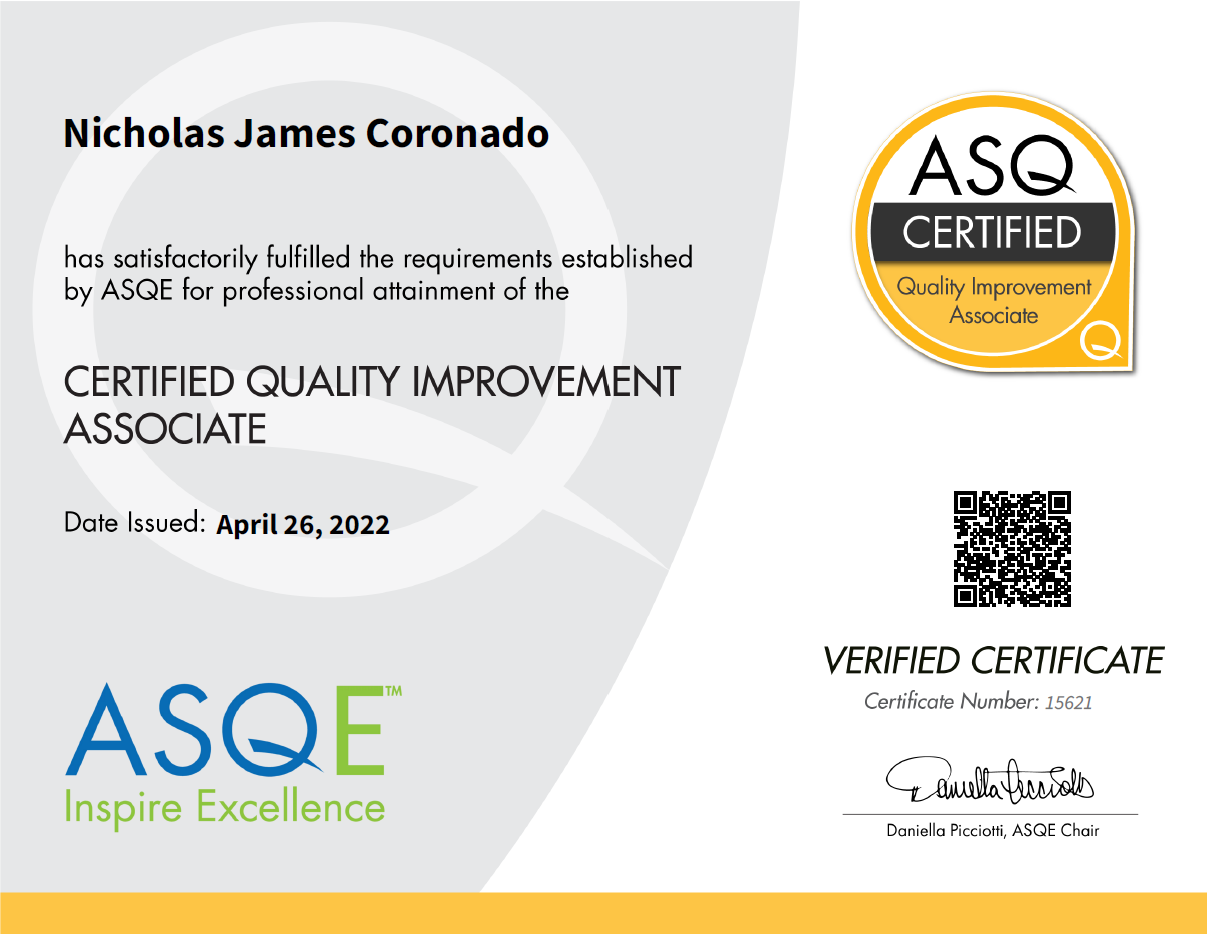 Nicholas James Coronado
has satisfactorily fulfilled the requirements established
by ASQE for professional attainment of the
CERTIFIED QUALITY IMPROVEMENT
ASSOCIATE
Date Issued: April 26, 2022
ASQE™
Inspire Excellence
ASQ
CERTIFIED
Quality Improvement
Associate
VERIFIED CERTIFICATE
Certificate Number: 15621
Daniella Picciotti
Daniella Picciotti, ASQE Chair